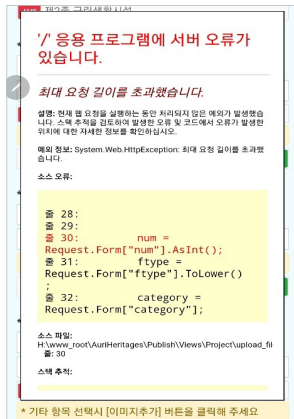 제2종 근린생활시설
'/' 응용 프로그램에 서버 오류가
있습니다.
최대 요청 길이를 초과했습니다.
설명: 현재 웹 요청을 실행하는 동안 처리되지 않은 예외가 발생했습
니다. 스택 추적을 검토하여 발생한 오류 및 코드에서 오류가 발생한
위치에 대한 자세한 정보를 확인하십시오.
예외 정보: System.Web.HttpException: 최대 요청 길이를 초과했
습니다.
소스 오류:
줄 28:
줄 29:
줄 30: num =
Request.Form["num"].AsInt();
줄 31: ftype =
Request.Form["ftype"].ToLower()
;
줄 32: category =
Request.Form["category"];
소스 파일:
H:\www_root\AuriHeritages\Publish\Views\Project\upload_fil
줄: 30
스택 추적:
* 기타 항목 선택시 [이미지추가] 버튼을 클릭해 주세요